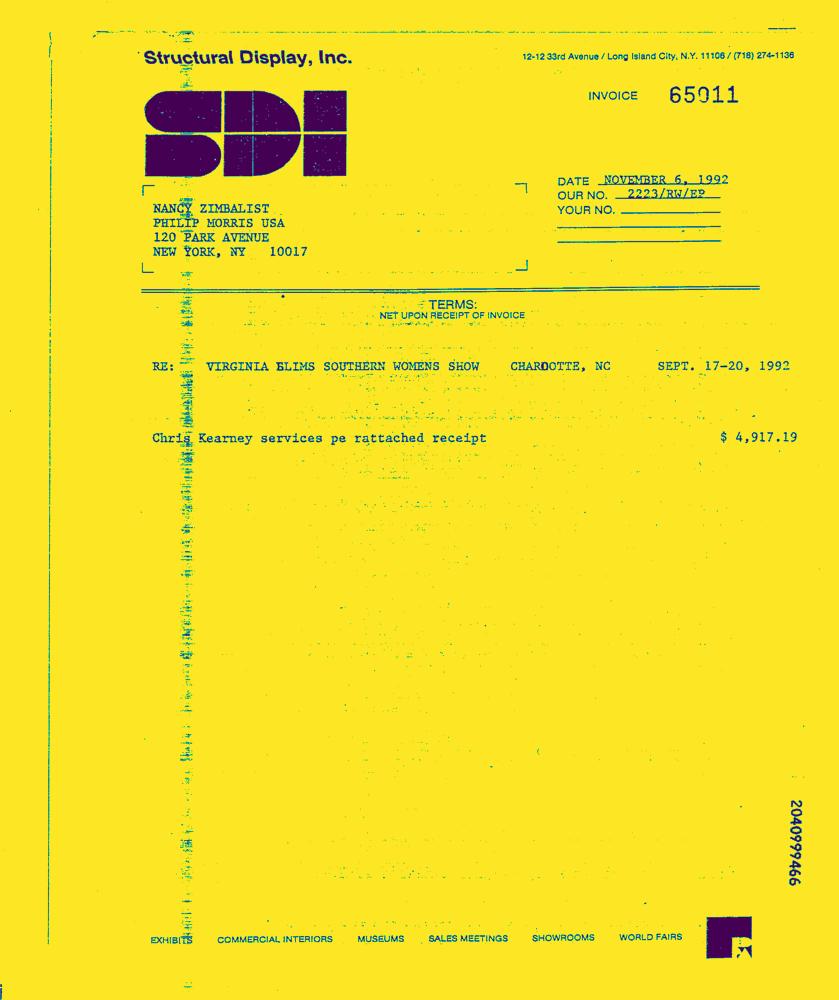 Structural Display, Inc.
12-12 33rd Avenue / Long Island City, N.Y. 11106 / (718) 274-1136
SDI
INVOICE 65011
DATE NOVEMBER 6, 1992
OUR NO. 2223/RW/EP
YOUR NO.
NANCY ZIMBALIST
PHILIP MORRIS USA
120 PARK AVENUE
NEW YORK, NY 10017
TERMS:
NET UPON RECEIPT OF INVOICE
RE: VIRGINIA SLIMS SOUTHERN WOMENS SHOW CHARLOTTE, NC SEPT. 17-20, 1992
Chris Kearney services pe rattached receipt $ 4,917.19
2040999466
EXHIBITS COMMERCIAL INTERIORS MUSEUMS SALES MEETINGS SHOWROOMS WORLD FAIRS